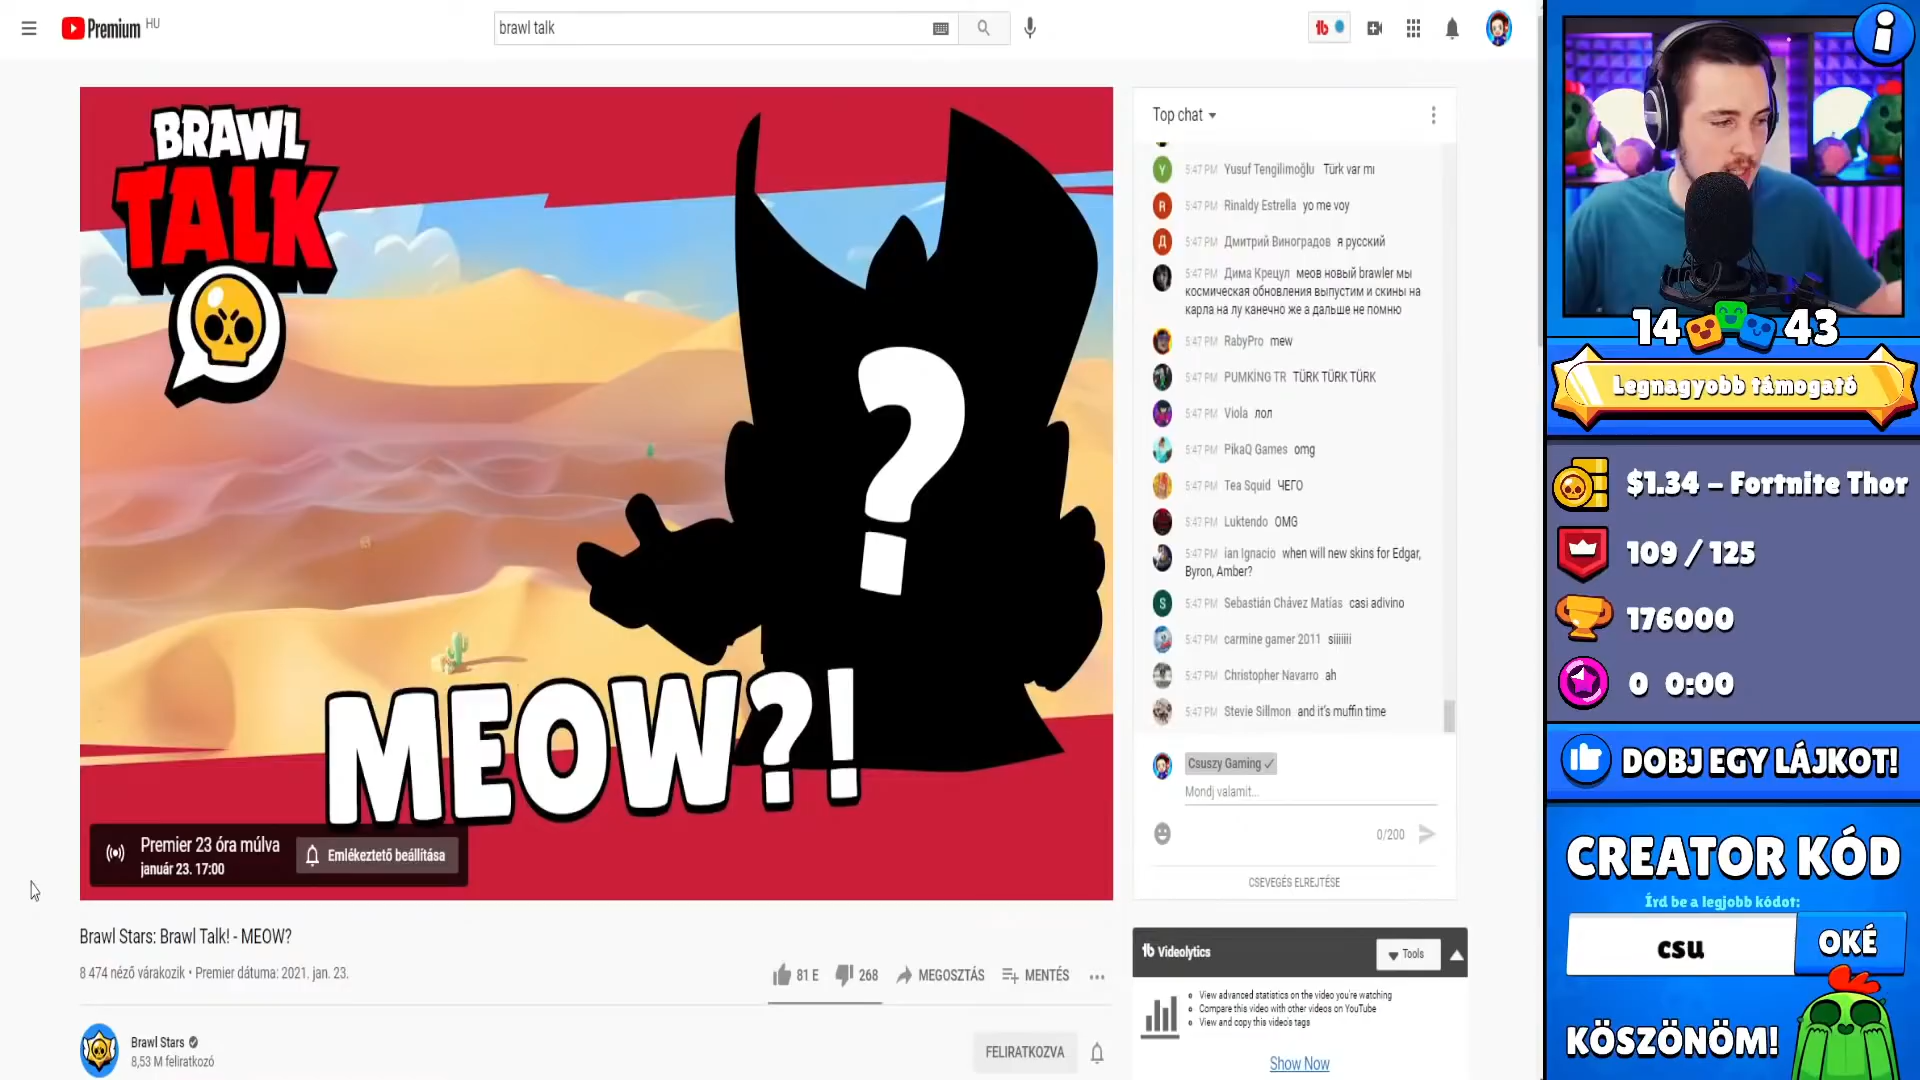 Premium HU
brawl talk
BRAWL
TALK
?
MEOW?!
Premier 23 óra múlva
január 23. 17:00
Emlékeztető beállítása
Brawl Stars: Brawl Talk! - MEOW?
8 474 néző várakozik • Premier dátuma: 2021. jan. 23.
81 E
268
MEGOSZTÁS
MENTÉS
Brawl Stars
8,53 M feliratkozó
FELIRATKOZVA
Top chat
5:47 PM Yusuf Tengilimoğlu Türk var mı
5:47 PM Rinaldy Estrella yo me voy
5:47 PM Дмитрий Виноградов я русский
5:47 PM Дима Крецул меов новый brawler мы
космическая обновления выпустим и скины на
карла на лу канечно же а дальше не помню
5:47 PM RabyPro mew
5:47 PM PUMKİNG TR TÜRK TÜRK TÜRK
5:47 PM Viola лол
5:47 PM PikaQ Games omg
5:47 PM Tea Squid ЧЕГО
5:47 PM Luktendo OMG
5:47 PM ian Ignacio when will new skins for Edgar,
Byron, Amber?
5:47 PM Sebastián Chávez Matías casi adivino
5:47 PM carmine gamer 2011 siiiiiii
5:47 PM Christopher Navarro ah
5:47 PM Stevie Sillmon and it's muffin time
Csuszy Gaming ✓
Mondj valamit...
0/200
CSEVEGÉS ELREJTÉSE
tb Videolytics
Tools
View advanced statistics on the video you're watching
Compare this video with other videos on YouTube
View and copy this video's tags
Show Now
14 43
Legnagyobb támogató
$1.34 – Fortnite Thor
109 / 125
176000
0 0:00
DOBJ EGY LÁJKOT!
CREATOR KÓD
Írd be a legjobb kódot:
csu
OKÉ
KÖSZÖNÖM!